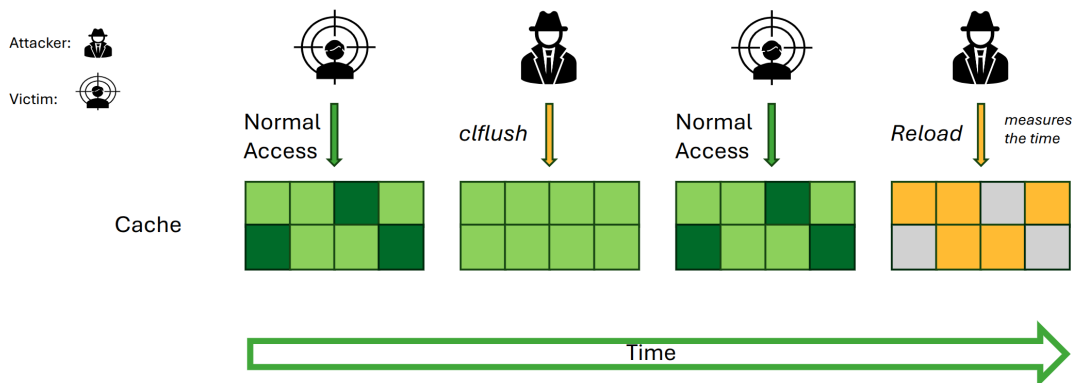 Attacker:
Victim:
Normal
Access
clflush
Normal
Access
Reload
measures
the time
Cache
Time